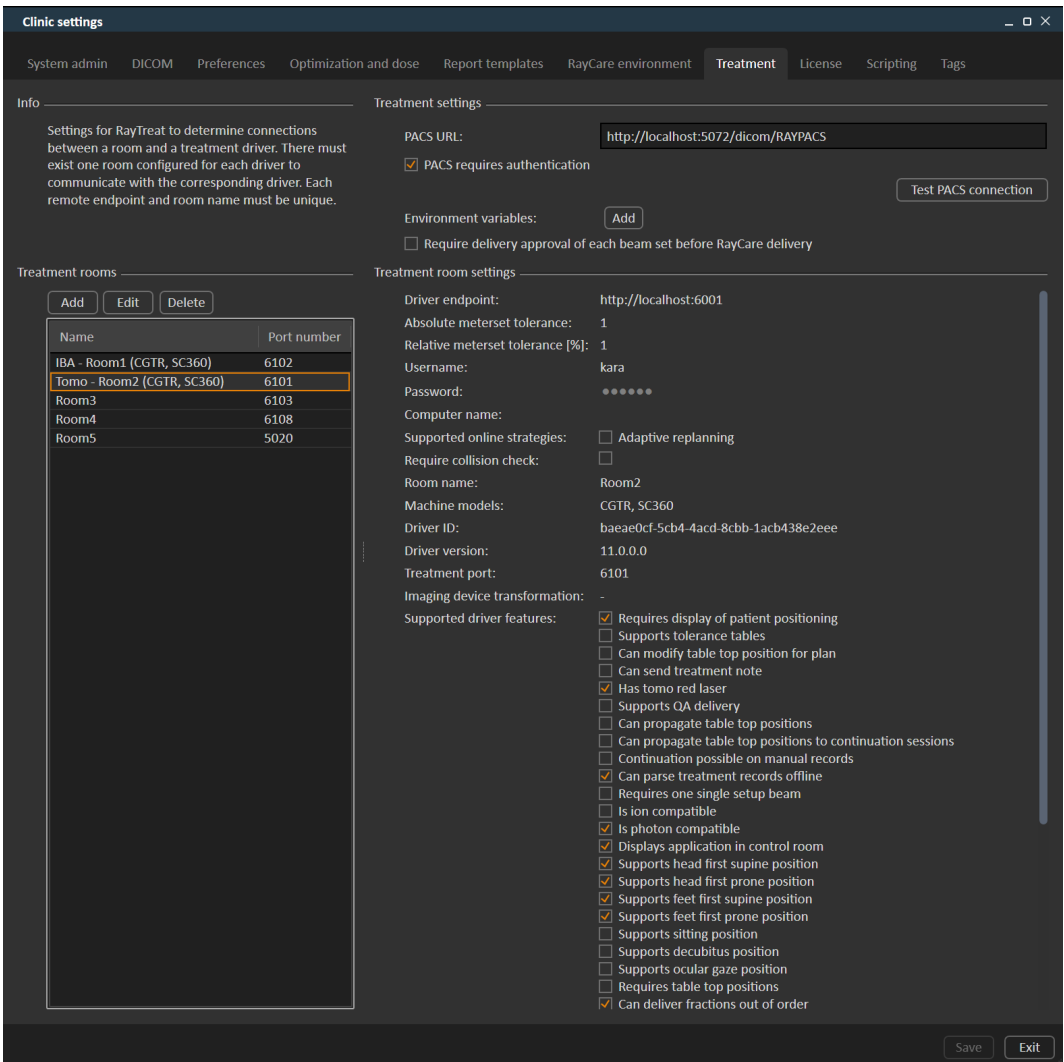 Clinic settings
System admin DICOM Preferences Optimization and dose Report templates RayCare environment Treatment License Scripting Tags
Info
Settings for RayTreat to determine connections
between a room and a treatment driver. There must
exist one room configured for each driver to
communicate with the corresponding driver. Each
remote endpoint and room name must be unique.
Treatment settings
PACS URL: http://localhost:5072/dicom/RAYPACS
PACS requires authentication
Test PACS connection
Environment variables: Add
Require delivery approval of each beam set before RayCare delivery
Treatment rooms
Add Edit Delete
Name Port number
IBA - Room1 (CGTR, SC360) 6102
Tomo - Room2 (CGTR, SC360) 6101
Room3 6103
Room4 6108
Room5 5020
Treatment room settings
Driver endpoint: http://localhost:6001
Absolute meterset tolerance: 1
Relative meterset tolerance [%]: 1
Username: kara
Password: ●●●●●●
Computer name:
Supported online strategies: Adaptive replanning
Require collision check:
Room name: Room2
Machine models: CGTR, SC360
Driver ID: baeae0cf-5cb4-4acd-8cbb-1acb438e2eee
Driver version: 11.0.0.0
Treatment port: 6101
Imaging device transformation: -
Supported driver features: Requires display of patient positioning
Supports tolerance tables
Can modify table top position for plan
Can send treatment note
Has tomo red laser
Supports QA delivery
Can propagate table top positions
Can propagate table top positions to continuation sessions
Continuation possible on manual records
Can parse treatment records offline
Requires one single setup beam
Is ion compatible
Is photon compatible
Displays application in control room
Supports head first supine position
Supports head first prone position
Supports feet first supine position
Supports feet first prone position
Supports sitting position
Supports decubitus position
Supports ocular gaze position
Requires table top positions
Can deliver fractions out of order
Save Exit